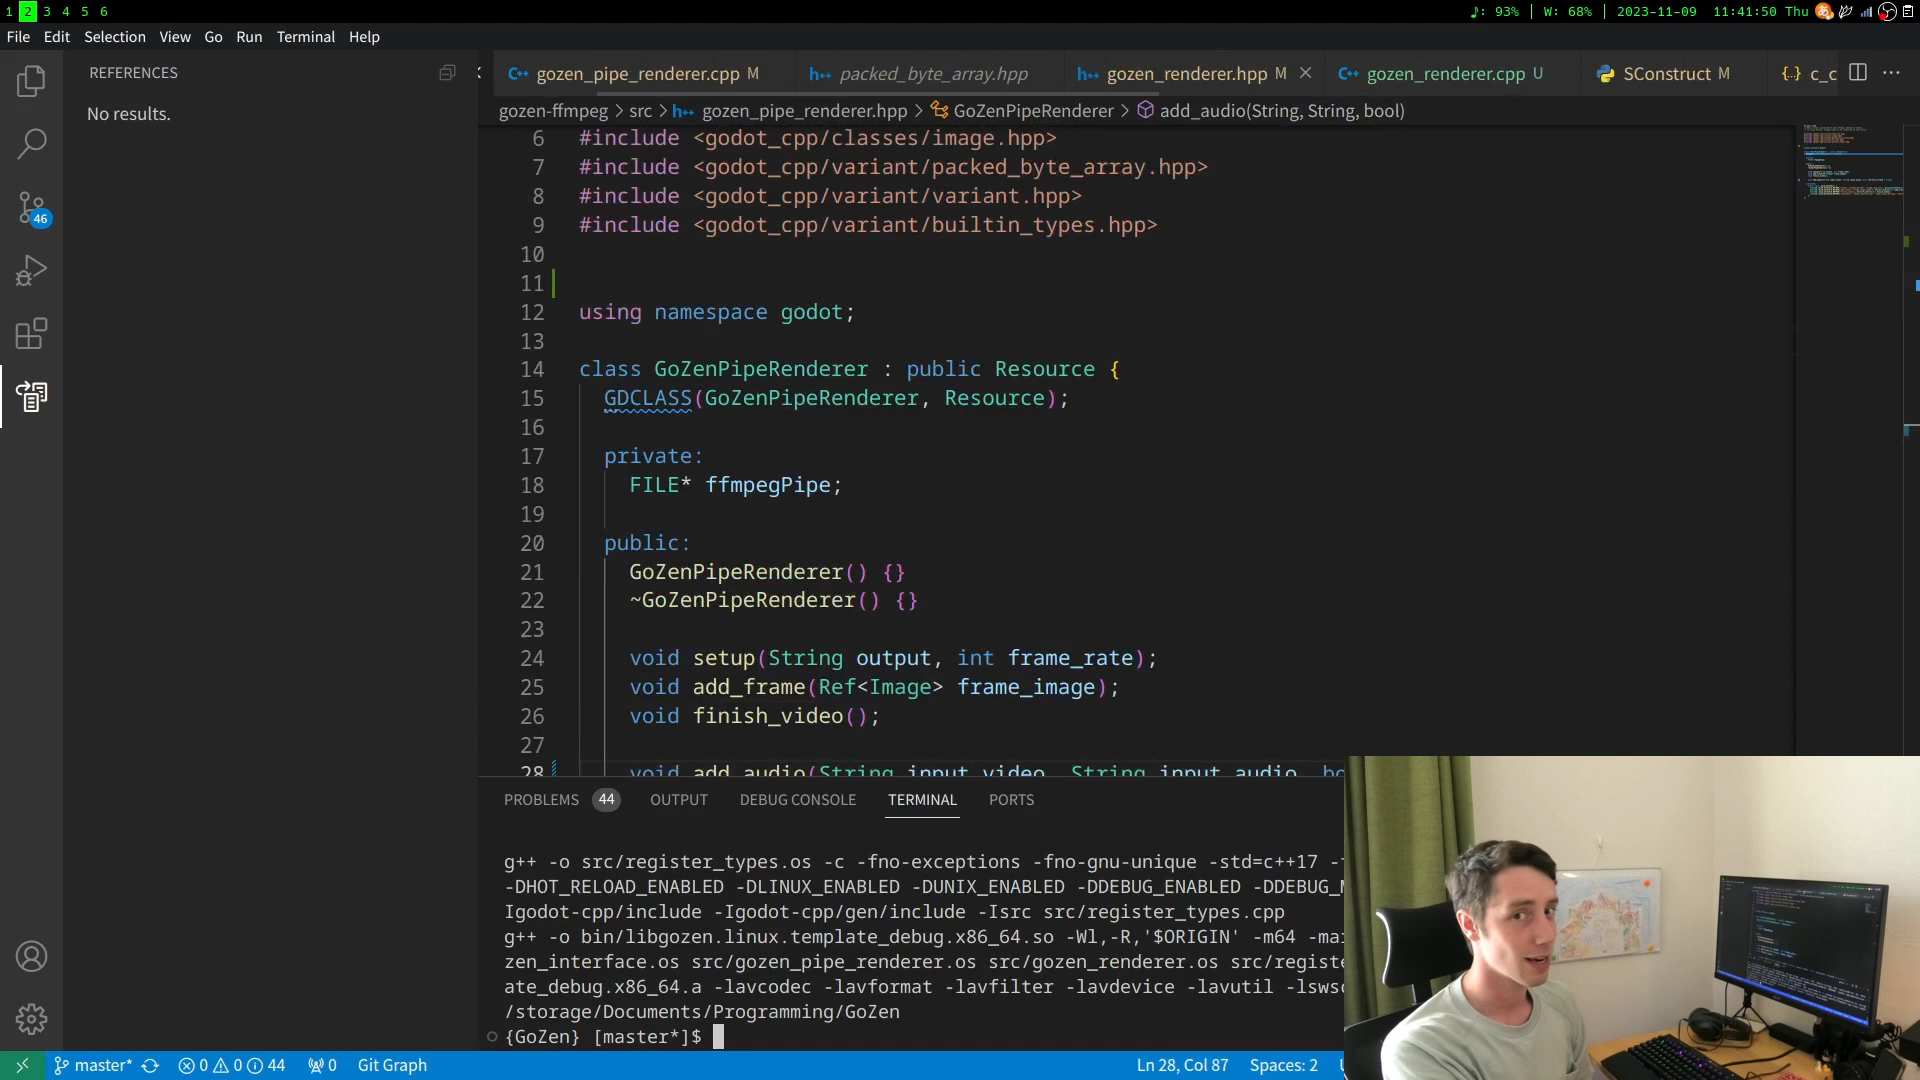 1 2 3 4 5 6
♪: 93% | W: 68% | 2023-11-09 11:41:50 Thu
File Edit Selection View Go Run Terminal Help
REFERENCES
gozen_pipe_renderer.cpp M packed_byte_array.hpp gozen_renderer.hpp M gozen_renderer.cpp U SConstruct M c_c
gozen-ffmpeg > src > gozen_pipe_renderer.hpp > GoZenPipeRenderer > add_audio(String, String, bool)
No results.
46
6 #include <godot_cpp/classes/image.hpp>
7 #include <godot_cpp/variant/packed_byte_array.hpp>
8 #include <godot_cpp/variant/variant.hpp>
9 #include <godot_cpp/variant/builtin_types.hpp>
10
11
12 using namespace godot;
13
14 class GoZenPipeRenderer : public Resource {
15 GDCLASS(GoZenPipeRenderer, Resource);
16
17 private:
18 FILE* ffmpegPipe;
19
20 public:
21 GoZenPipeRenderer() {}
22 ~GoZenPipeRenderer() {}
23
24 void setup(String output, int frame_rate);
25 void add_frame(Ref<Image> frame_image);
26 void finish_video();
27
28 void add_audio(String input_video, String input_audio, bo
PROBLEMS 44 OUTPUT DEBUG CONSOLE TERMINAL PORTS
g++ -o src/register_types.os -c -fno-exceptions -fno-gnu-unique -std=c++17 -
-DHOT_RELOAD_ENABLED -DLINUX_ENABLED -DUNIX_ENABLED -DDEBUG_ENABLED -DDEBUG_M
Igodot-cpp/include -Igodot-cpp/gen/include -Isrc src/register_types.cpp
g++ -o bin/libgozen.linux.template_debug.x86_64.so -Wl,-R,'$ORIGIN' -m64 -ma
zen_interface.os src/gozen_pipe_renderer.os src/gozen_renderer.os src/registe
ate_debug.x86_64.a -lavcodec -lavformat -lavfilter -lavdevice -lavutil -lswsc
/storage/Documents/Programming/GoZen
{GoZen} [master*]$
master* 0 0 44 0 Git Graph Ln 28, Col 87 Spaces: 2